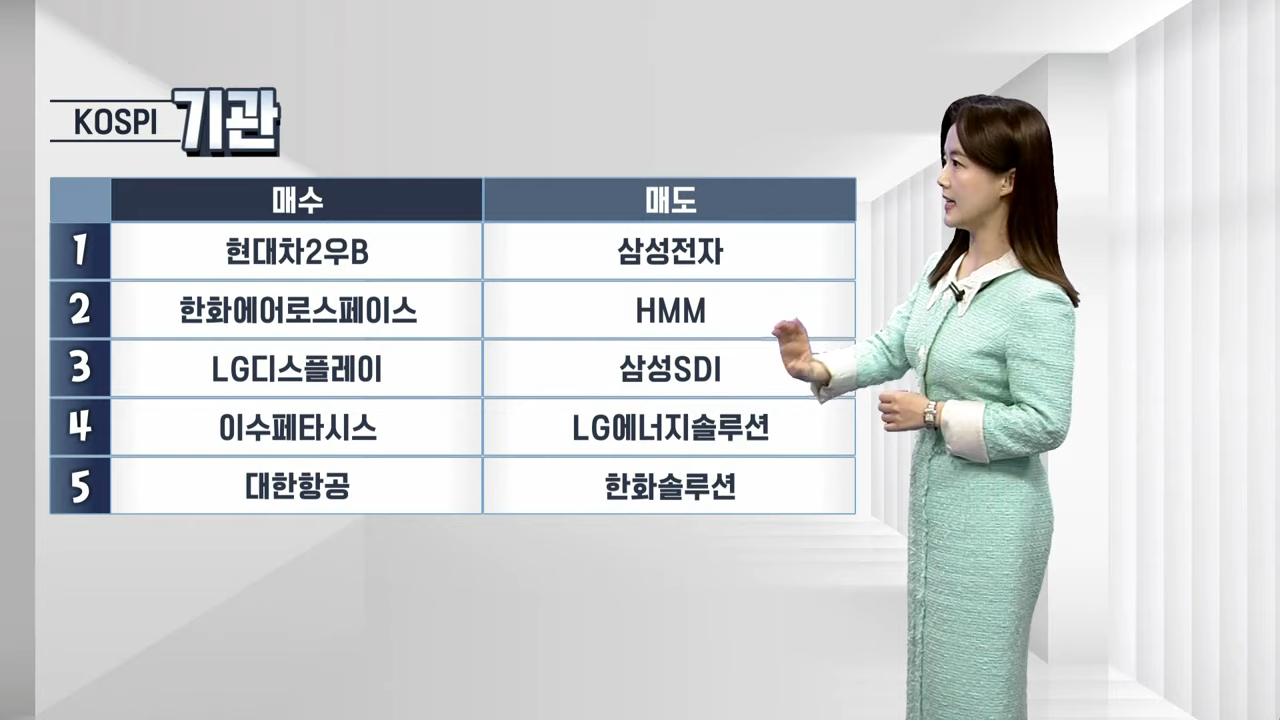 KOSPI 기관
매수 매도
1 현대차2우B 삼성전자
2 한화에어로스페이스 HMM
3 LG디스플레이 삼성SDI
4 이수페타시스 LG에너지솔루션
5 대한항공 한화솔루션